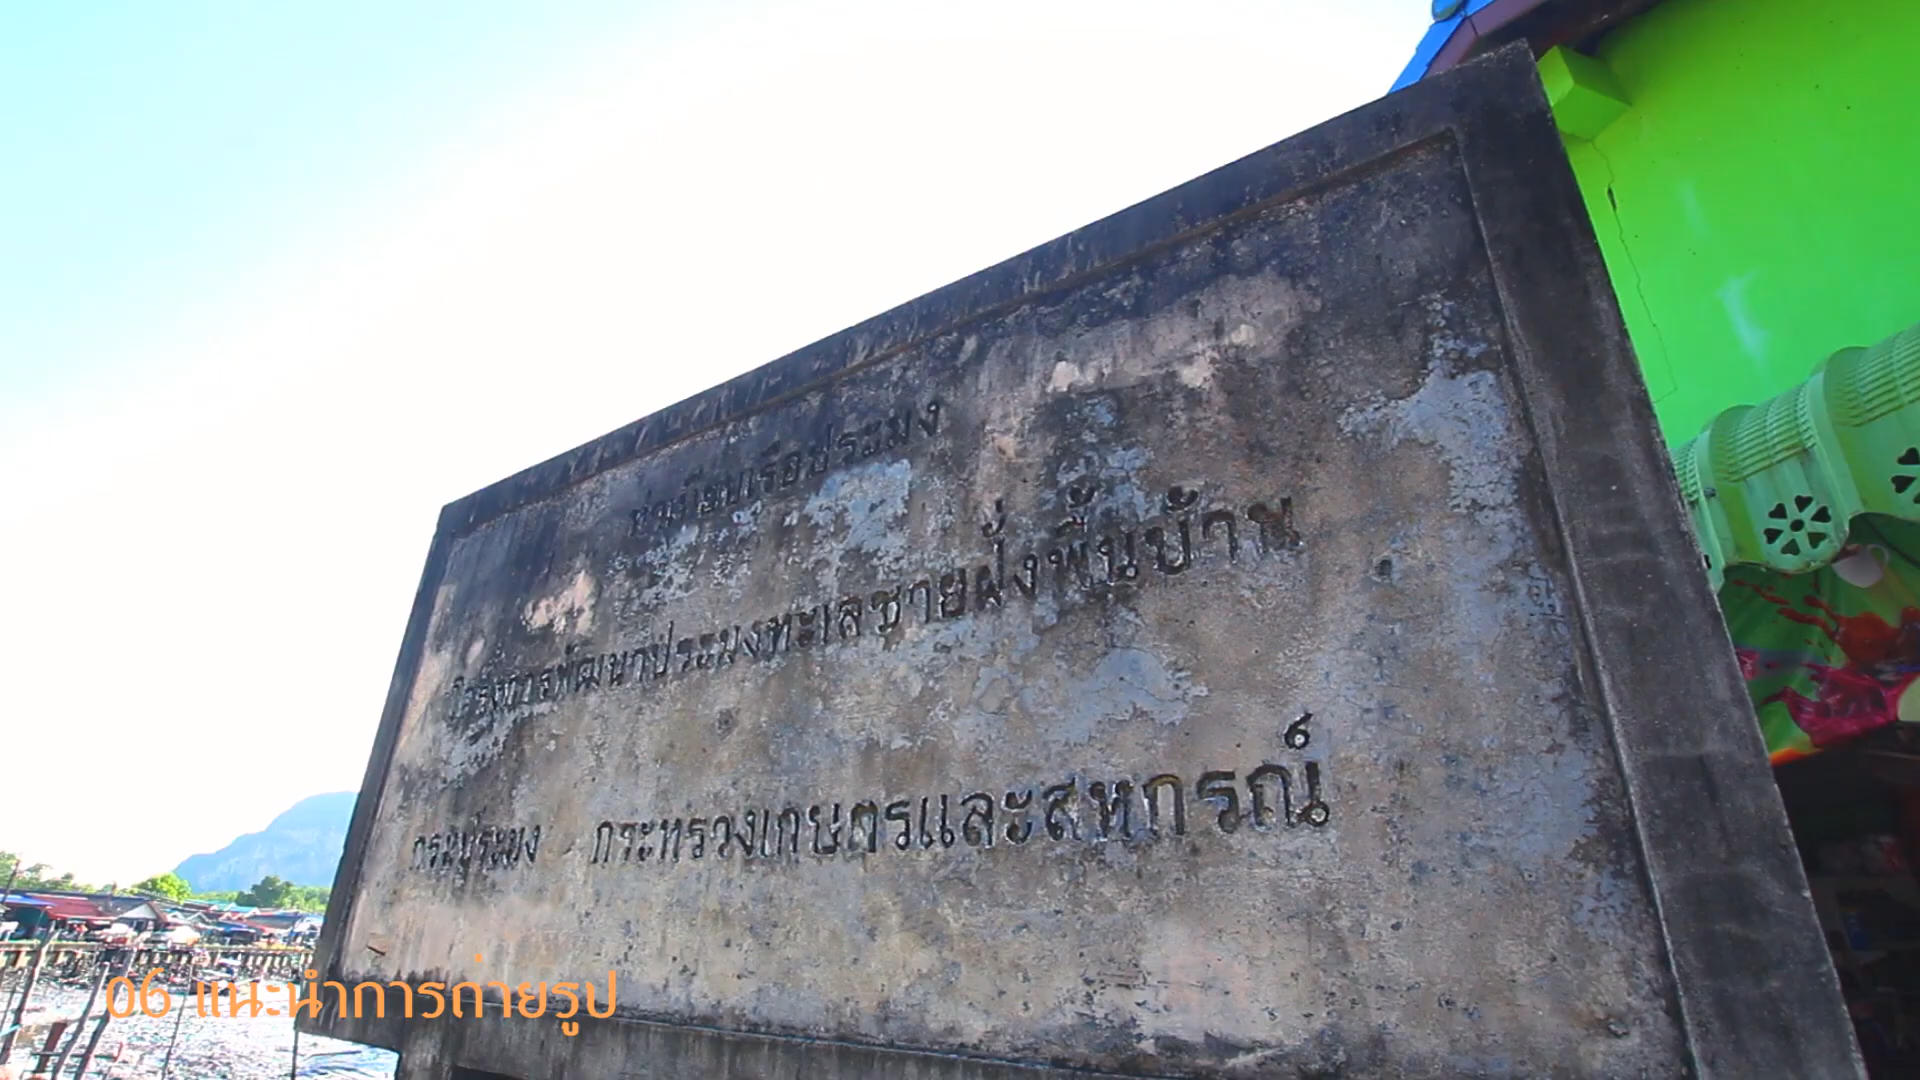 ท่าเทียบเรือประมง
โครงการพัฒนาประมงทะเลชายฝั่งพื้นบ้าน
กรมประมง กระทรวงเกษตรและสหกรณ์
06 แนะนำการถ่ายรูป